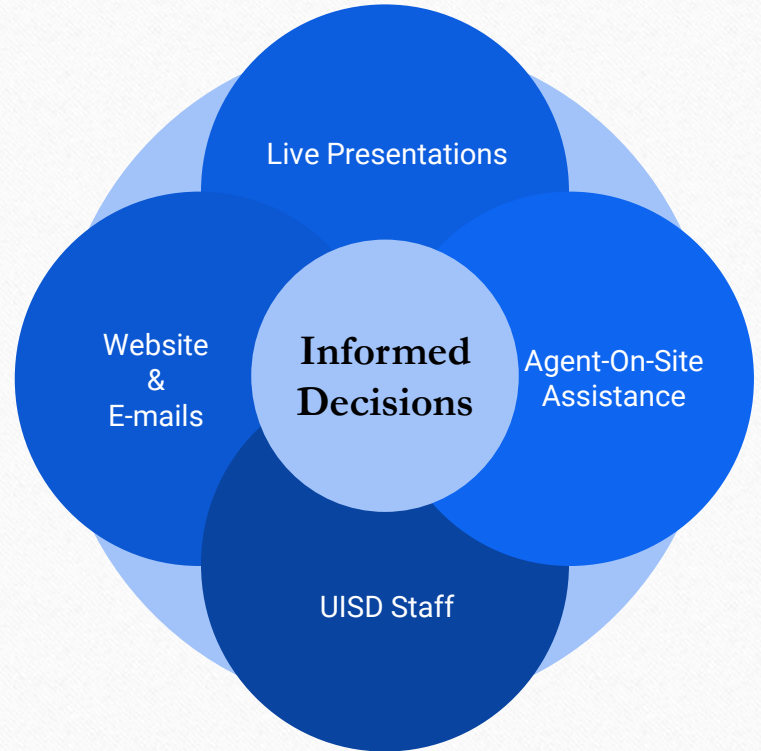 Live Presentations
Website
&
E-mails
Informed
Decisions
Agent-On-Site
Assistance
UISD Staff